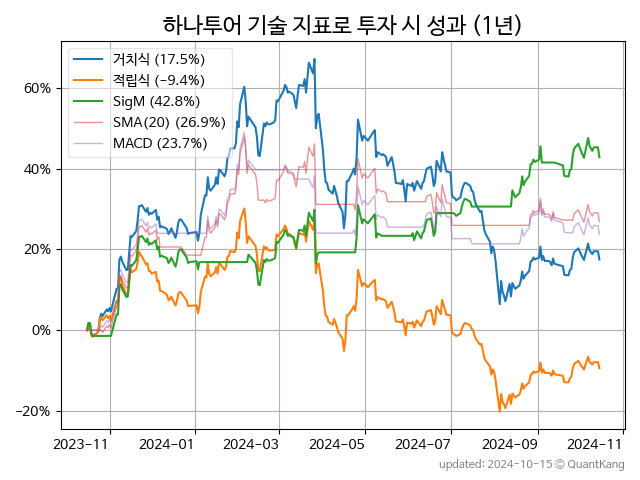 하나투어 기술 지표로 투자 시 성과 (1년)
거치식 (17.5%)
적립식 (−9.4%)
SigM (42.8%)
SMA(20) (26.9%)
MACD (23.7%)
60%
40%
20%
0%
−20%
2023-11 2024-01 2024-03 2024-05 2024-07 2024-09 2024-11
updated: 2024-10-15 © QuantKang